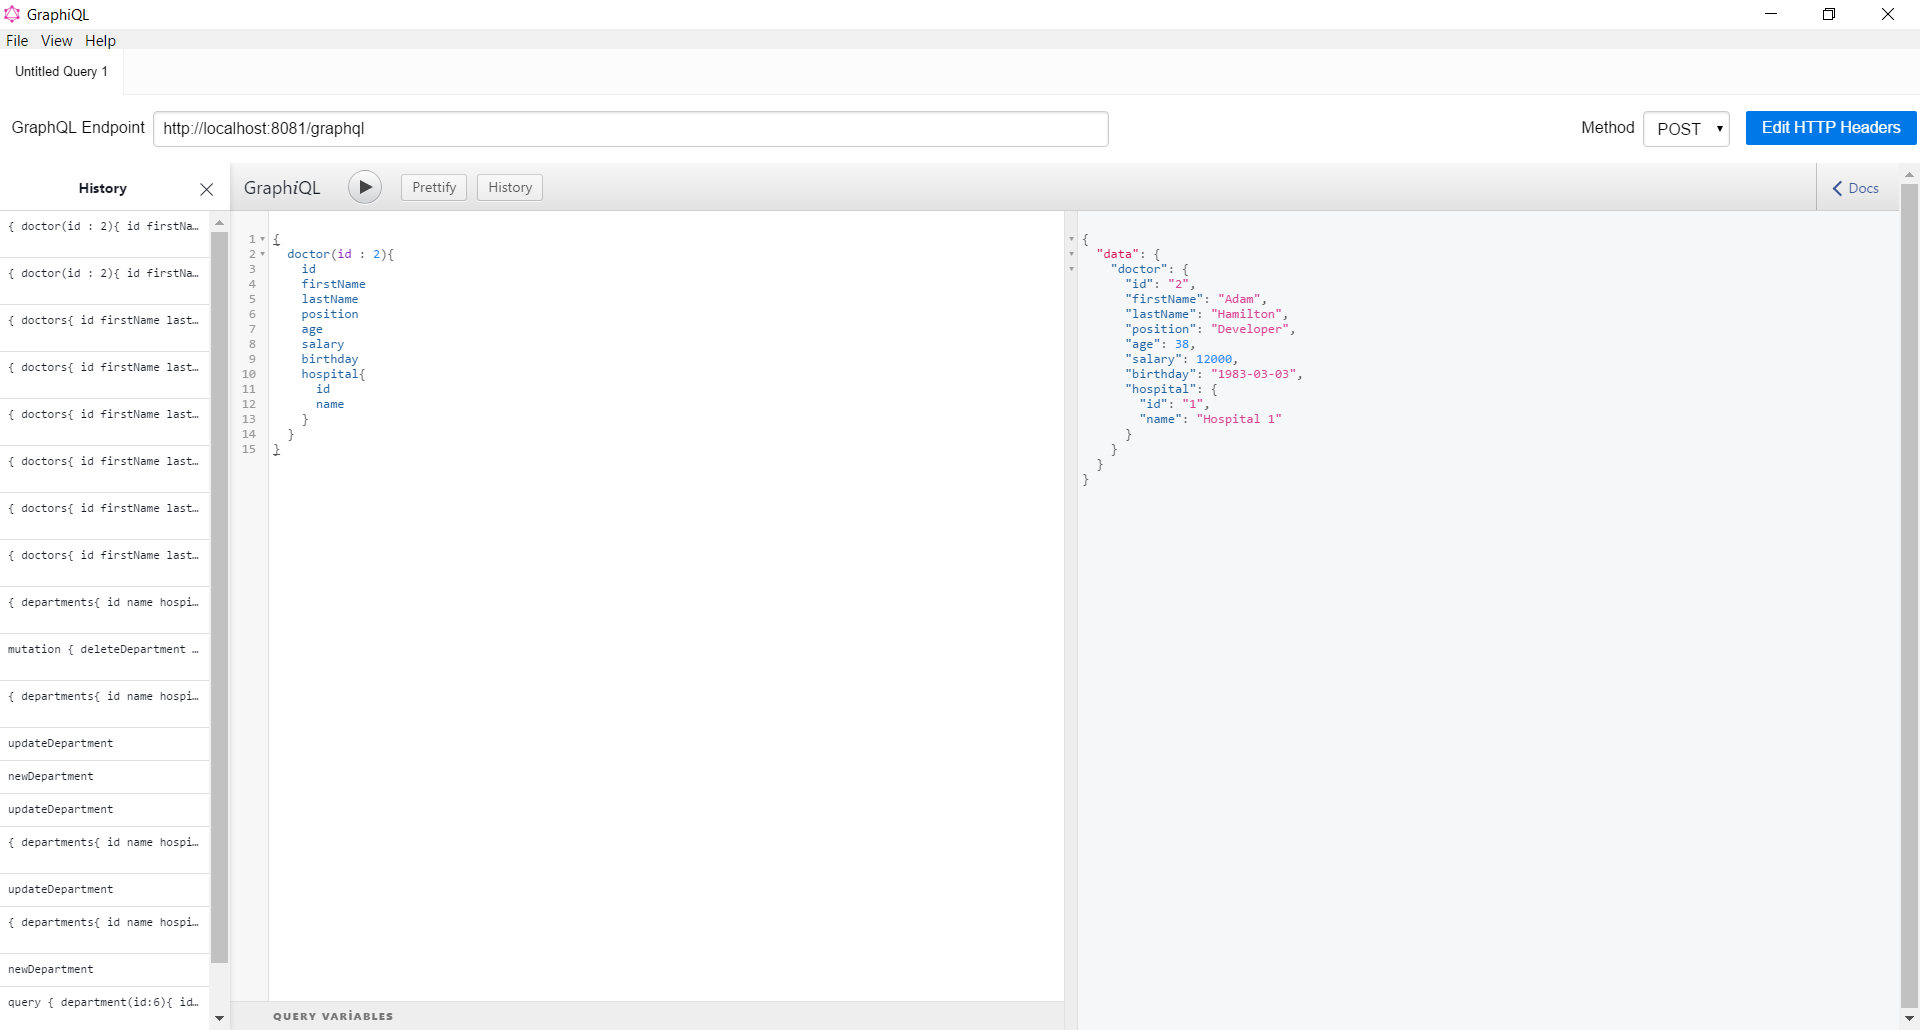 GraphiQL
File View Help
Untitled Query 1
GraphQL Endpoint http://localhost:8081/graphql Method POST Edit HTTP Headers
History
GraphiQL Prettify History Docs
{ doctor(id : 2){ id firstNa…
{ doctor(id : 2){ id firstNa…
{ doctors{ id firstName last…
{ doctors{ id firstName last…
{ doctors{ id firstName last…
{ doctors{ id firstName last…
{ doctors{ id firstName last…
{ doctors{ id firstName last…
{ departments{ id name hospi…
mutation { deleteDepartment …
{ departments{ id name hospi…
updateDepartment
newDepartment
updateDepartment
{ departments{ id name hospi…
updateDepartment
{ departments{ id name hospi…
newDepartment
query { department(id:6){ id…
1 {
2 doctor(id : 2){
3 id
4 firstName
5 lastName
6 position
7 age
8 salary
9 birthday
10 hospital{
11 id
12 name
13 }
14 }
15 }
QUERY VARİABLES
{
"data": {
"doctor": {
"id": "2",
"firstName": "Adam",
"lastName": "Hamilton",
"position": "Developer",
"age": 38,
"salary": 12000,
"birthday": "1983-03-03",
"hospital": {
"id": "1",
"name": "Hospital 1"
}
}
}
}